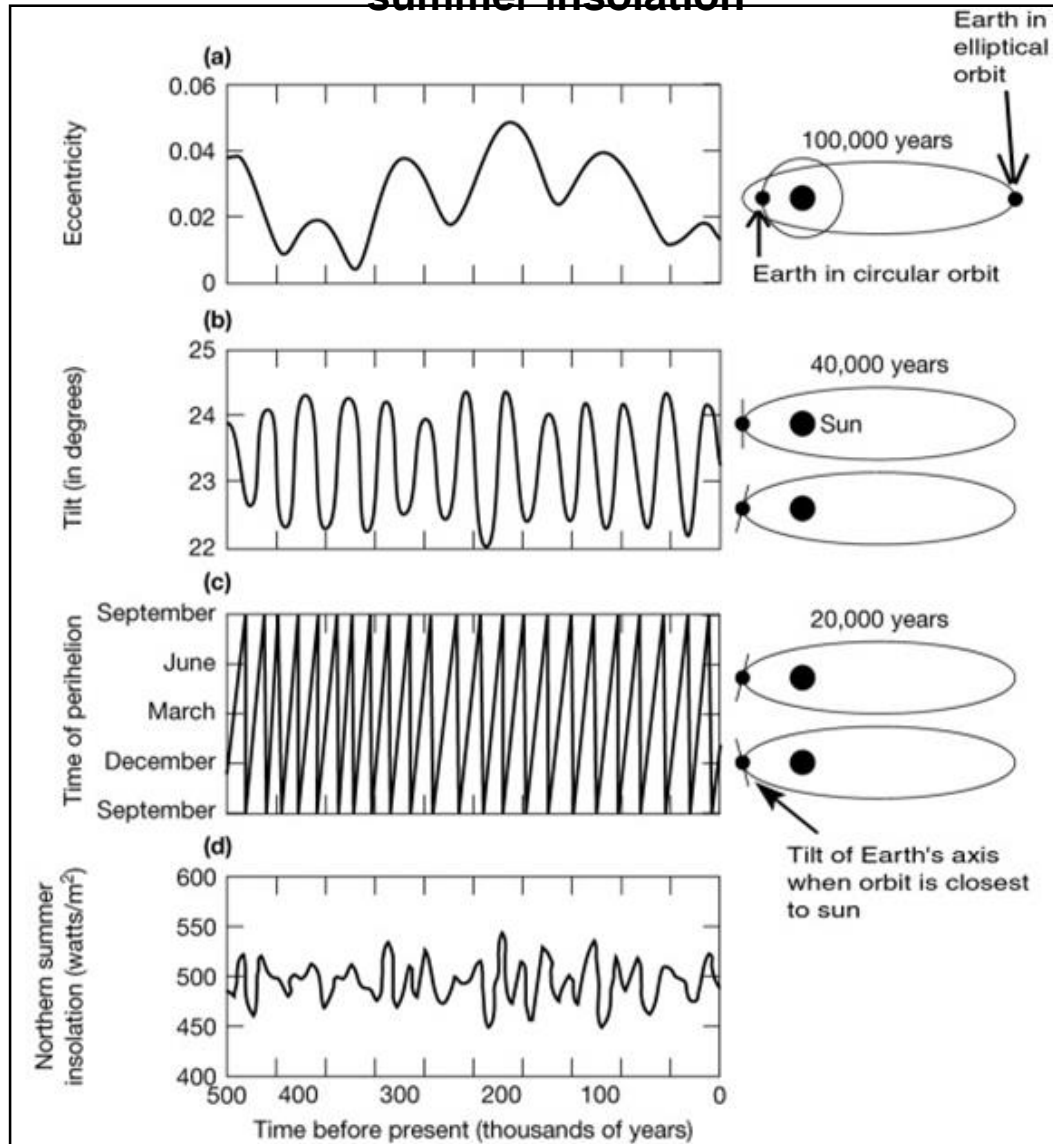 summer insolation
Earth in
elliptical
orbit
(a)
0.06
0.04
0.02
0
Eccentricity
100,000 years
Earth in circular orbit
(b)
25
24
23
22
Tilt (in degrees)
40,000 years
Sun
(c)
September
June
March
December
September
Time of perihelion
20,000 years
Tilt of Earth's axis
when orbit is closest
to sun
(d)
600
550
500
450
400
Northern summer
insolation (watts/m²)
500 400 300 200 100 0
Time before present (thousands of years)